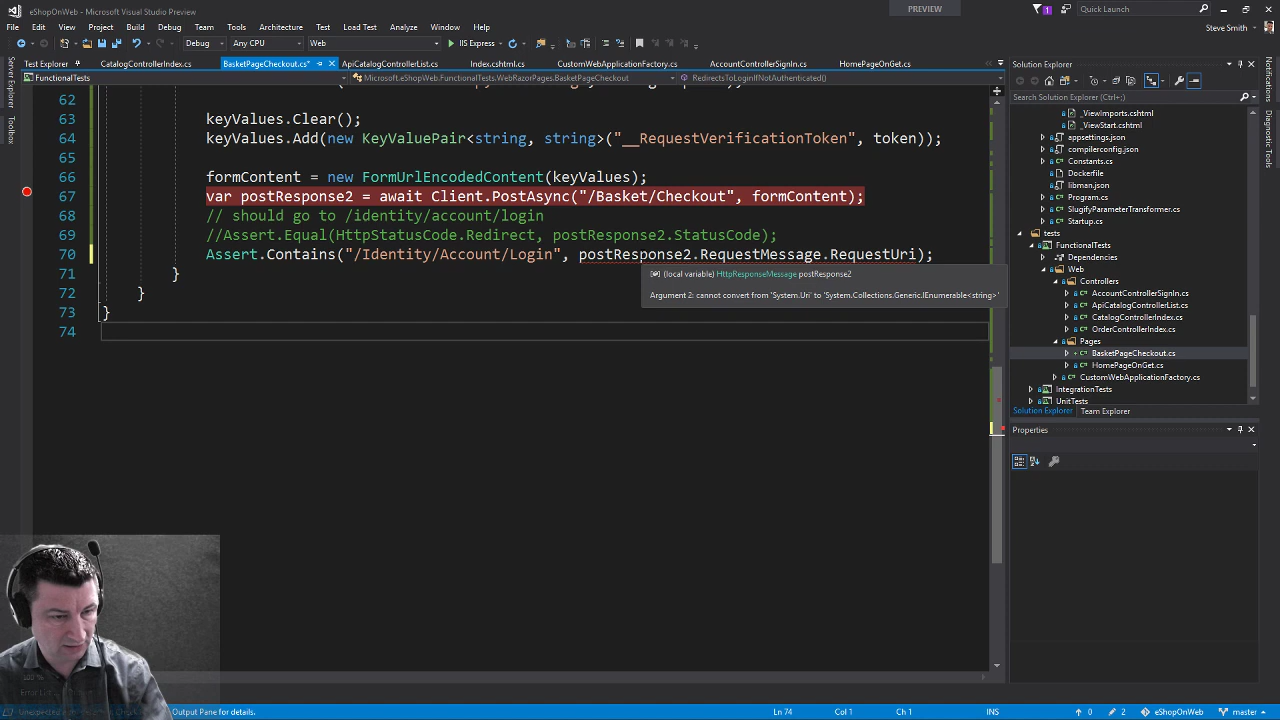 eShopOnWeb - Microsoft Visual Studio Preview
PREVIEW
1
Quick Launch
File Edit View Project Build Debug Team Tools Architecture Test Load Test Analyze Window Help
Steve Smith
Debug Any CPU Web IIS Express
Server Explorer
Toolbox
Test Explorer CatalogControllerIndex.cs BasketPageCheckout.cs* ApiCatalogControllerList.cs Index.cshtml.cs CustomWebApplicationFactory.cs AccountControllerSignIn.cs HomePageOnGet.cs
FunctionalTests Microsoft.eShopWeb.FunctionalTests.WebRazorPages.BasketPageCheckout RedirectsToLoginIfNotAuthenticated()
62
63 keyValues.Clear();
64 keyValues.Add(new KeyValuePair<string, string>("__RequestVerificationToken", token));
65
66 formContent = new FormUrlEncodedContent(keyValues);
67 var postResponse2 = await Client.PostAsync("/Basket/Checkout", formContent);
68 // should go to /identity/account/login
69 //Assert.Equal(HttpStatusCode.Redirect, postResponse2.StatusCode);
70 Assert.Contains("/Identity/Account/Login", postResponse2.RequestMessage.RequestUri);
71 }
72 }
73 }
74
(local variable) HttpResponseMessage postResponse2
Argument 2: cannot convert from 'System.Uri' to 'System.Collections.Generic.IEnumerable<string>'
Solution Explorer
Search Solution Explorer (Ctrl+;)
_ViewImports.cshtml
_ViewStart.cshtml
appsettings.json
compilerconfig.json
Constants.cs
Dockerfile
libman.json
Program.cs
SlugifyParameterTransformer.cs
Startup.cs
tests
FunctionalTests
Dependencies
Web
Controllers
AccountControllerSignIn.cs
ApiCatalogControllerList.cs
CatalogControllerIndex.cs
OrderControllerIndex.cs
Pages
BasketPageCheckout.cs
HomePageOnGet.cs
CustomWebApplicationFactory.cs
IntegrationTests
UnitTests
Solution Explorer Team Explorer
Properties
Notifications
Diagnostic Tools
100 %
Output Pane for details.
Ln 74 Col 1 Ch 1 INS
0 2 eShopOnWeb master